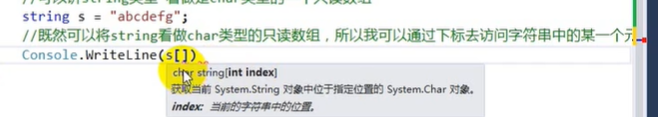 //可以讲string类型 看做是char类型的一个只读数组
string s = "abcdefg";
//既然可以将string看做char类型的只读数组，所以我可以通过下标去访问字符串中的某一个元
Console.WriteLine(s[])
char string[int index]
获取当前 System.String 对象中位于指定位置的 System.Char 对象。
index: 当前的字符串中的位置。